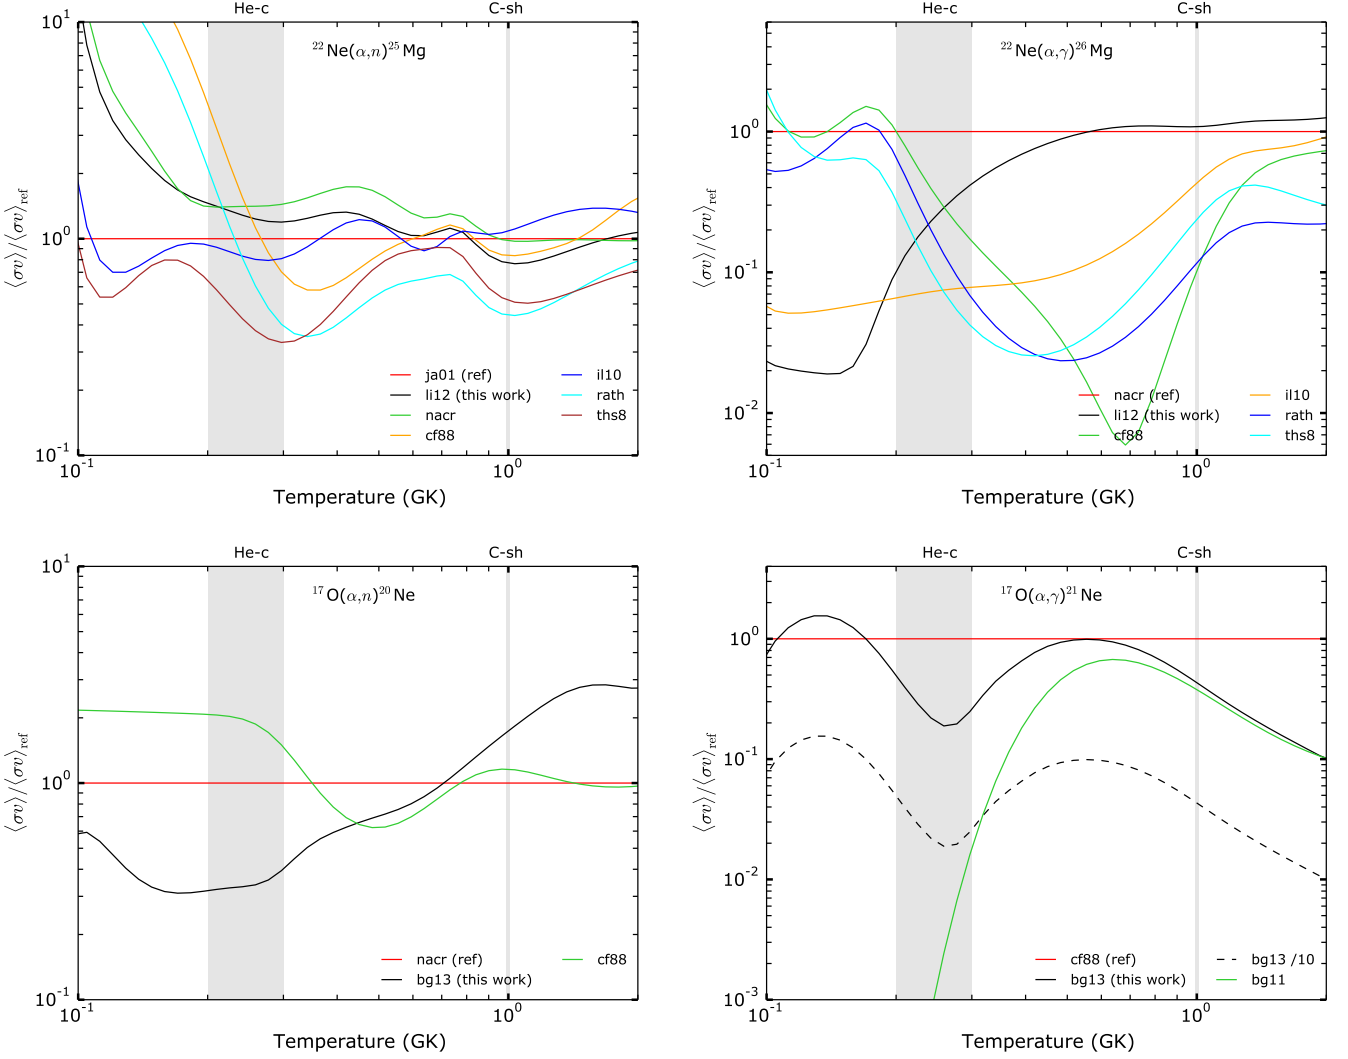 He-c C-sh
²²Ne(α,n)²⁵Mg
10¹
10⁰
10⁻¹
⟨σv⟩/⟨σv⟩ref
ja01 (ref)
li12 (this work)
nacr
cf88
il10
rath
ths8
10⁻¹ 10⁰
Temperature (GK)
He-c C-sh
²²Ne(α,γ)²⁶Mg
10⁰
10⁻¹
10⁻²
⟨σv⟩/⟨σv⟩ref
nacr (ref)
li12 (this work)
cf88
il10
rath
ths8
10⁻¹ 10⁰
Temperature (GK)
He-c C-sh
¹⁷O(α,n)²⁰Ne
10¹
10⁰
10⁻¹
⟨σv⟩/⟨σv⟩ref
nacr (ref)
bg13 (this work)
cf88
10⁻¹ 10⁰
Temperature (GK)
He-c C-sh
¹⁷O(α,γ)²¹Ne
10⁰
10⁻¹
10⁻²
10⁻³
⟨σv⟩/⟨σv⟩ref
cf88 (ref)
bg13 (this work)
bg13 /10
bg11
10⁻¹ 10⁰
Temperature (GK)